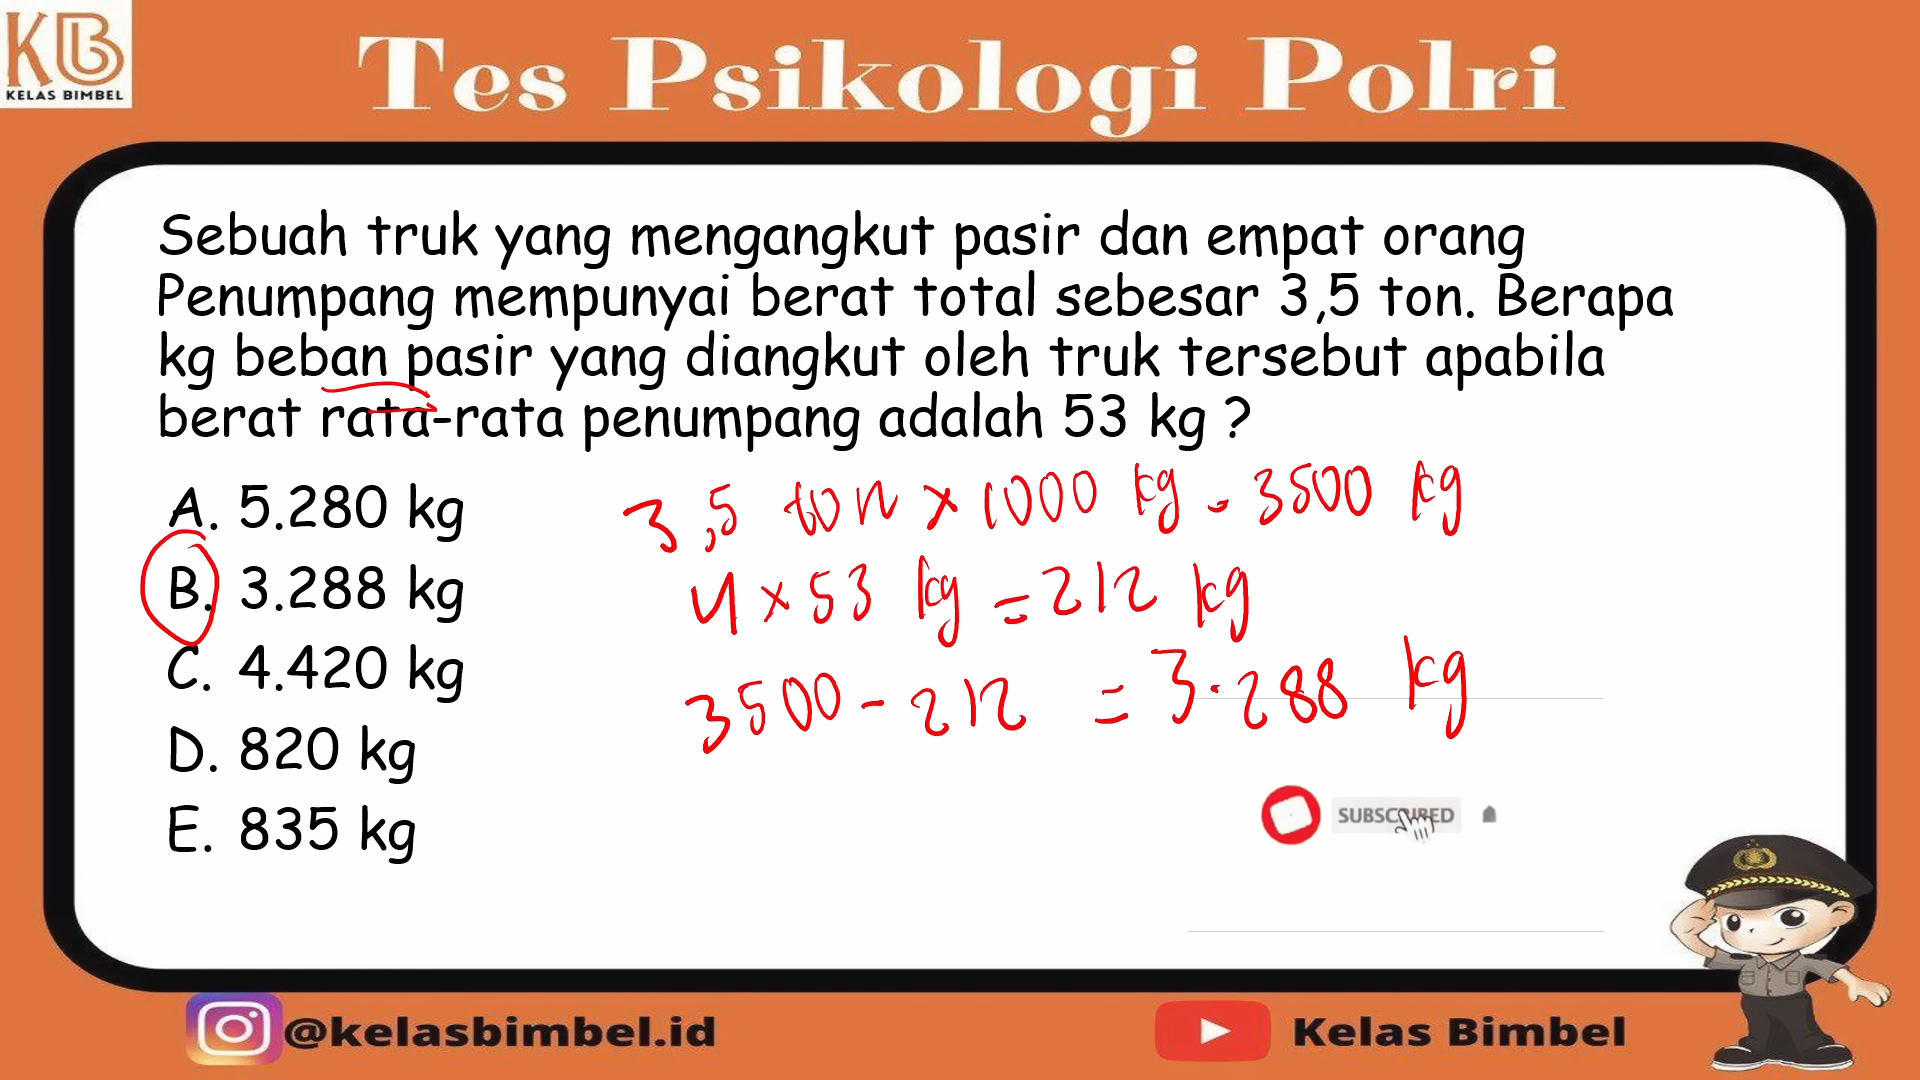 KB
KELAS BIMBEL
Tes Psikologi Polri
Sebuah truk yang mengangkut pasir dan empat orang
Penumpang mempunyai berat total sebesar 3,5 ton. Berapa
kg beban pasir yang diangkut oleh truk tersebut apabila
berat rata-rata penumpang adalah 53 kg ?
A. 5.280 kg
B. 3.288 kg
C. 4.420 kg
D. 820 kg
E. 835 kg
3,5 ton x 1000 kg = 3500 kg
4 x 53 kg = 212 kg
3500 - 212 = 3.288 kg
SUBSCRIBED
@kelasbimbel.id
Kelas Bimbel